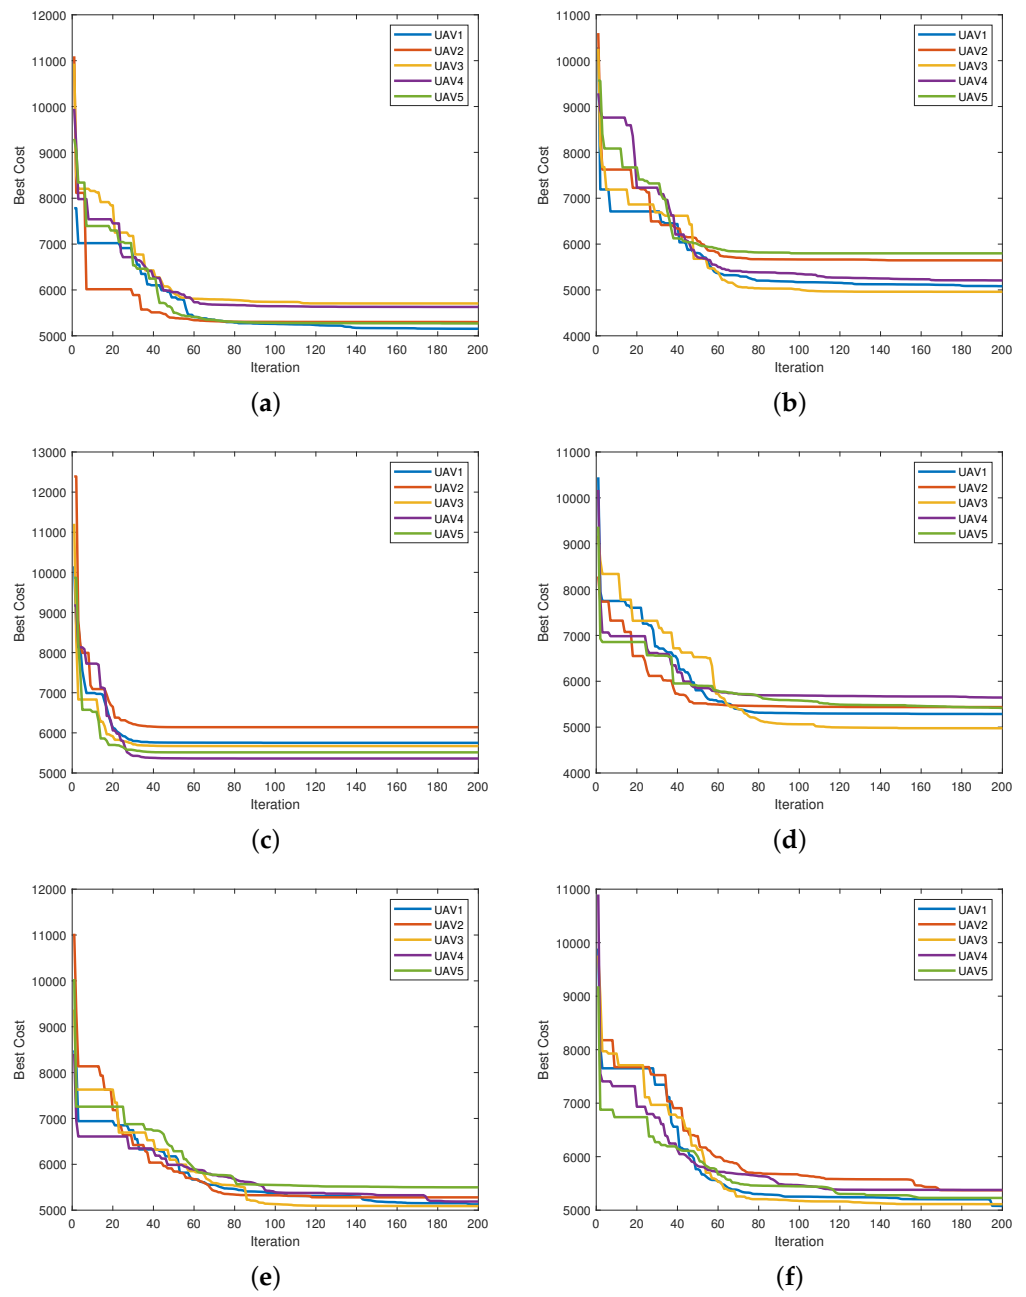 12000
11000
10000
9000
8000
7000
6000
5000
Best Cost
0 20 40 60 80 100 120 140 160 180 200
Iteration
UAV1
UAV2
UAV3
UAV4
UAV5
(a)
11000
10000
9000
8000
7000
6000
5000
4000
Best Cost
0 20 40 60 80 100 120 140 160 180 200
Iteration
UAV1
UAV2
UAV3
UAV4
UAV5
(b)
13000
12000
11000
10000
9000
8000
7000
6000
5000
Best Cost
0 20 40 60 80 100 120 140 160 180 200
Iteration
UAV1
UAV2
UAV3
UAV4
UAV5
(c)
11000
10000
9000
8000
7000
6000
5000
4000
Best Cost
0 20 40 60 80 100 120 140 160 180 200
Iteration
UAV1
UAV2
UAV3
UAV4
UAV5
(d)
12000
11000
10000
9000
8000
7000
6000
5000
Best Cost
0 20 40 60 80 100 120 140 160 180 200
Iteration
UAV1
UAV2
UAV3
UAV4
UAV5
(e)
11000
10000
9000
8000
7000
6000
5000
Best Cost
0 20 40 60 80 100 120 140 160 180 200
Iteration
UAV1
UAV2
UAV3
UAV4
UAV5
(f)